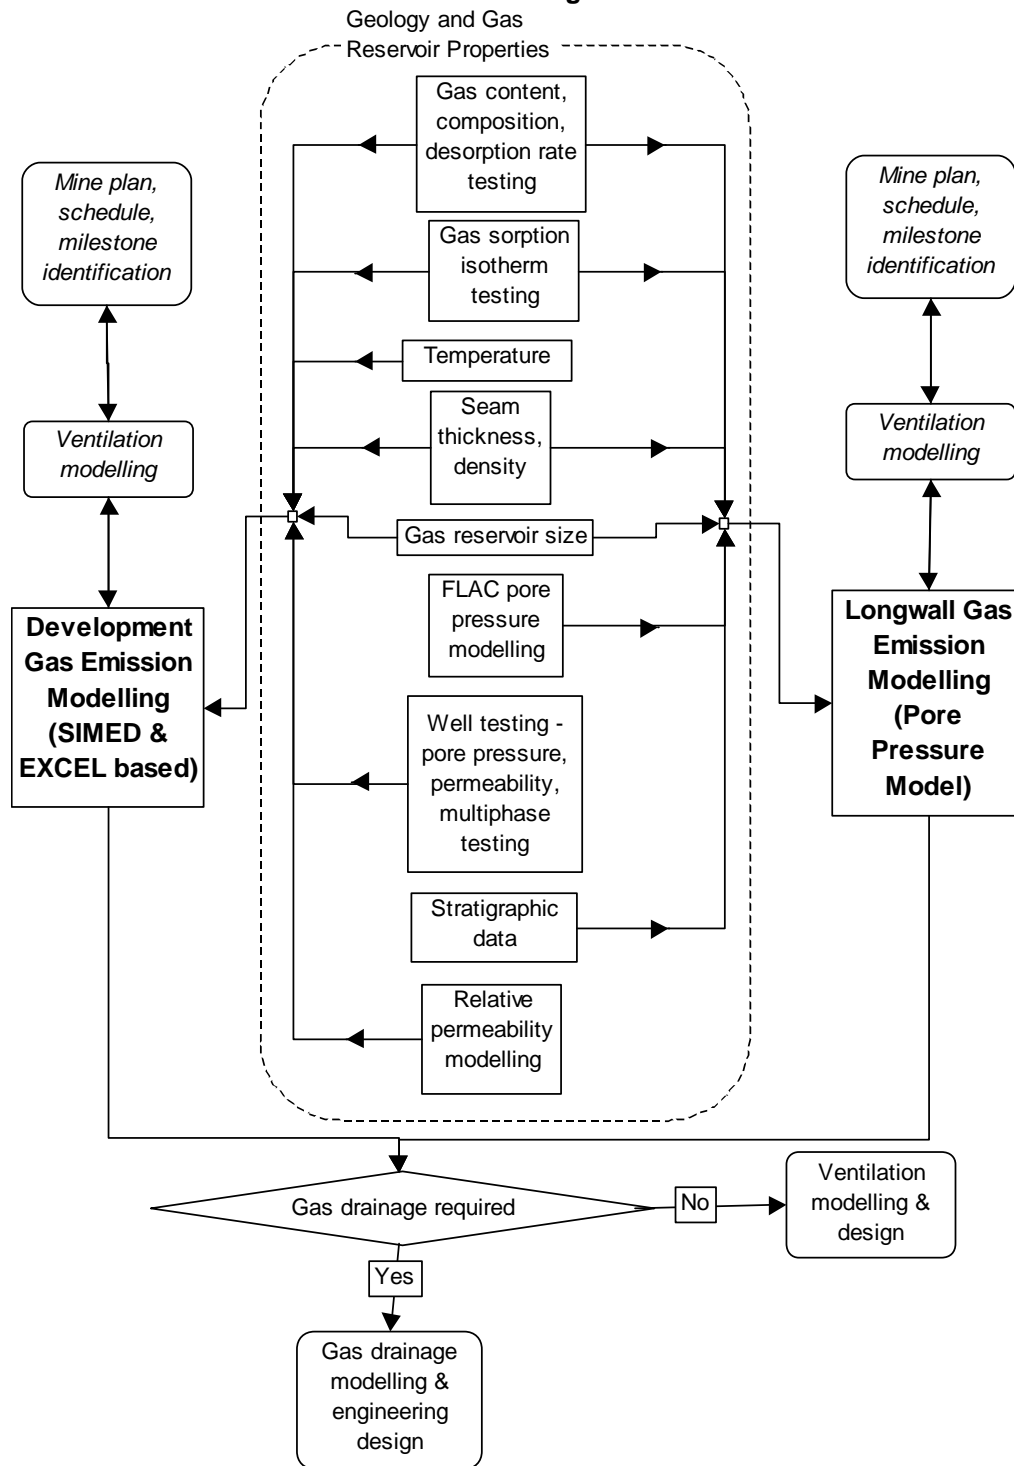 Geology and Gas
Reservoir Properties
Gas content,
composition,
desorption rate
testing
Mine plan,
schedule,
milestone
identification
Mine plan,
schedule,
milestone
identification
Gas sorption
isotherm
testing
Temperature
Seam
thickness,
density
Ventilation
modelling
Ventilation
modelling
Gas reservoir size
FLAC pore
pressure
modelling
Development
Gas Emission
Modelling
(SIMED &
EXCEL based)
Longwall Gas
Emission
Modelling
(Pore
Pressure
Model)
Well testing -
pore pressure,
permeability,
multiphase
testing
Stratigraphic
data
Relative
permeability
modelling
Gas drainage required
No
Ventilation
modelling &
design
Yes
Gas drainage
modelling &
engineering
design